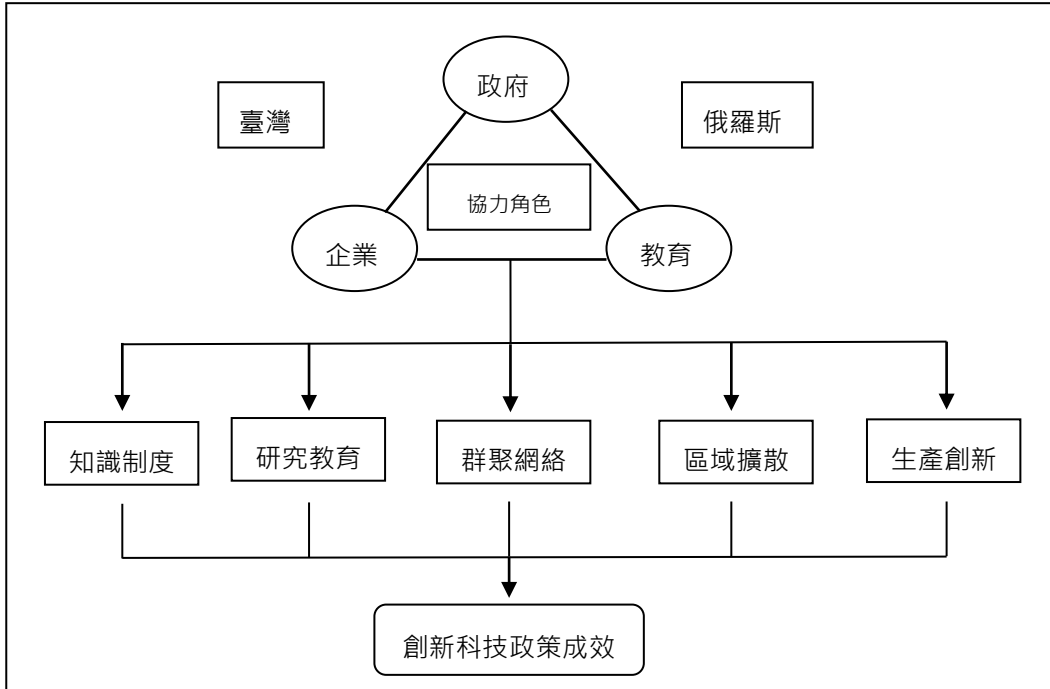 政府
臺灣
俄羅斯
協力角色
企業
教育
知識制度
研究教育
群聚網絡
區域擴散
生產創新
創新科技政策成效